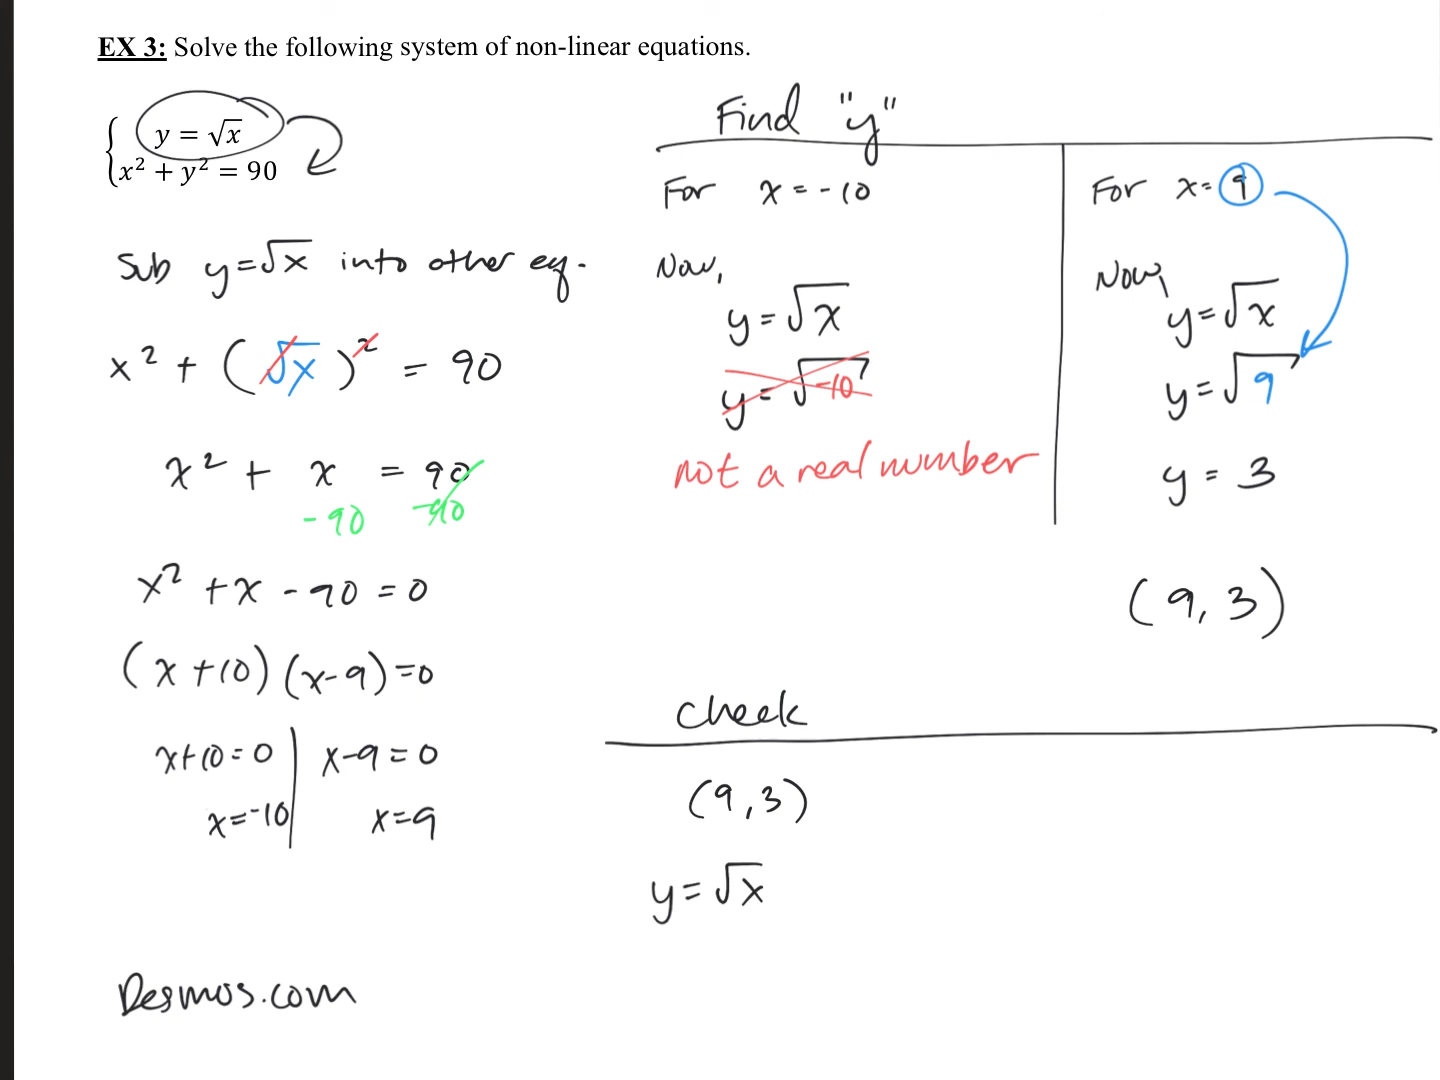 EX 3: Solve the following system of non-linear equations.
y = √x
x² + y² = 90
Sub y=√x into other eq.
x² + (√x)² = 90
x² + x = 90
-90 -90
x² + x - 90 = 0
(x+10)(x-9)=0
x+10=0 x-9=0
x=-10 x=9
Desmos.com
Find "y"
For x = -10
Now,
y = √x
y = √-10
not a real number
For x = 9
Now,
y = √x
y = √9
y = 3
(9, 3)
Check
(9, 3)
y = √x